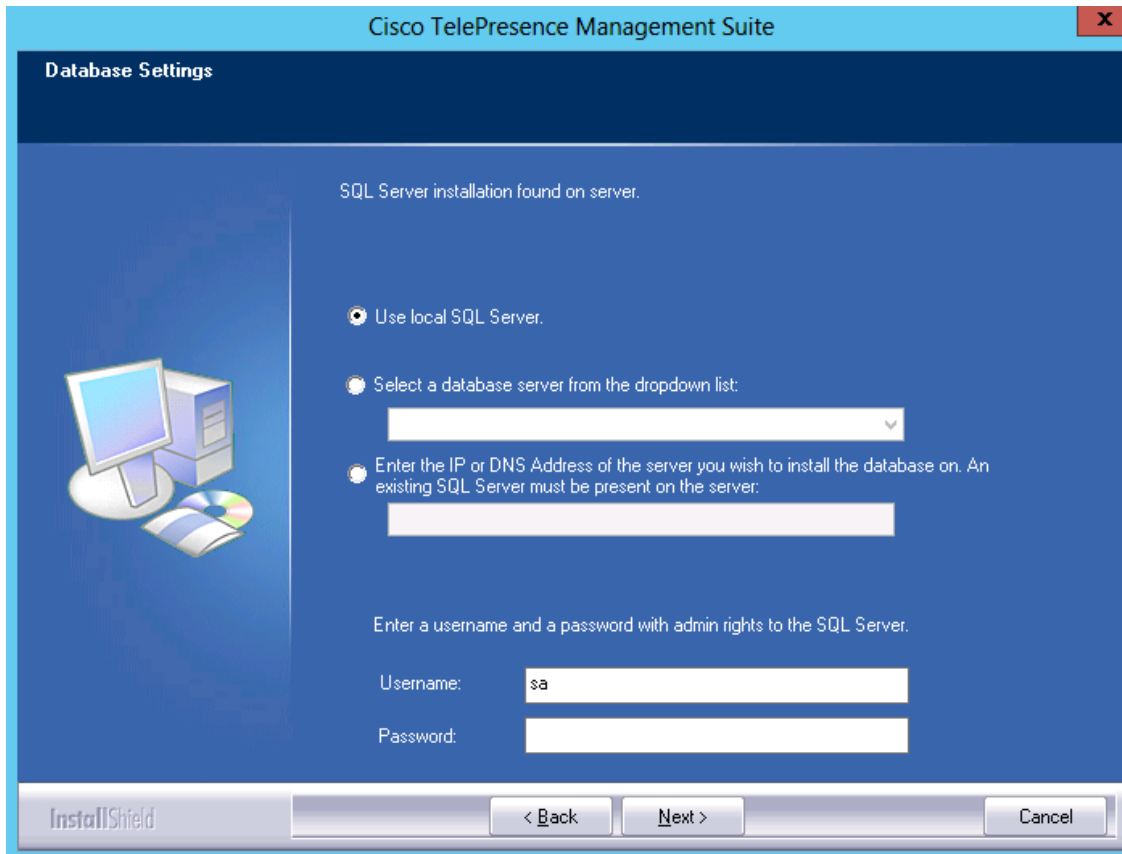 Cisco TelePresence Management Suite
x
Database Settings
SQL Server installation found on server.
Use local SQL Server.
Select a database server from the dropdown list:
Enter the IP or DNS Address of the server you wish to install the database on. An
existing SQL Server must be present on the server:
Enter a username and a password with admin rights to the SQL Server.
Username: sa
Password:
InstallShield < Back Next > Cancel